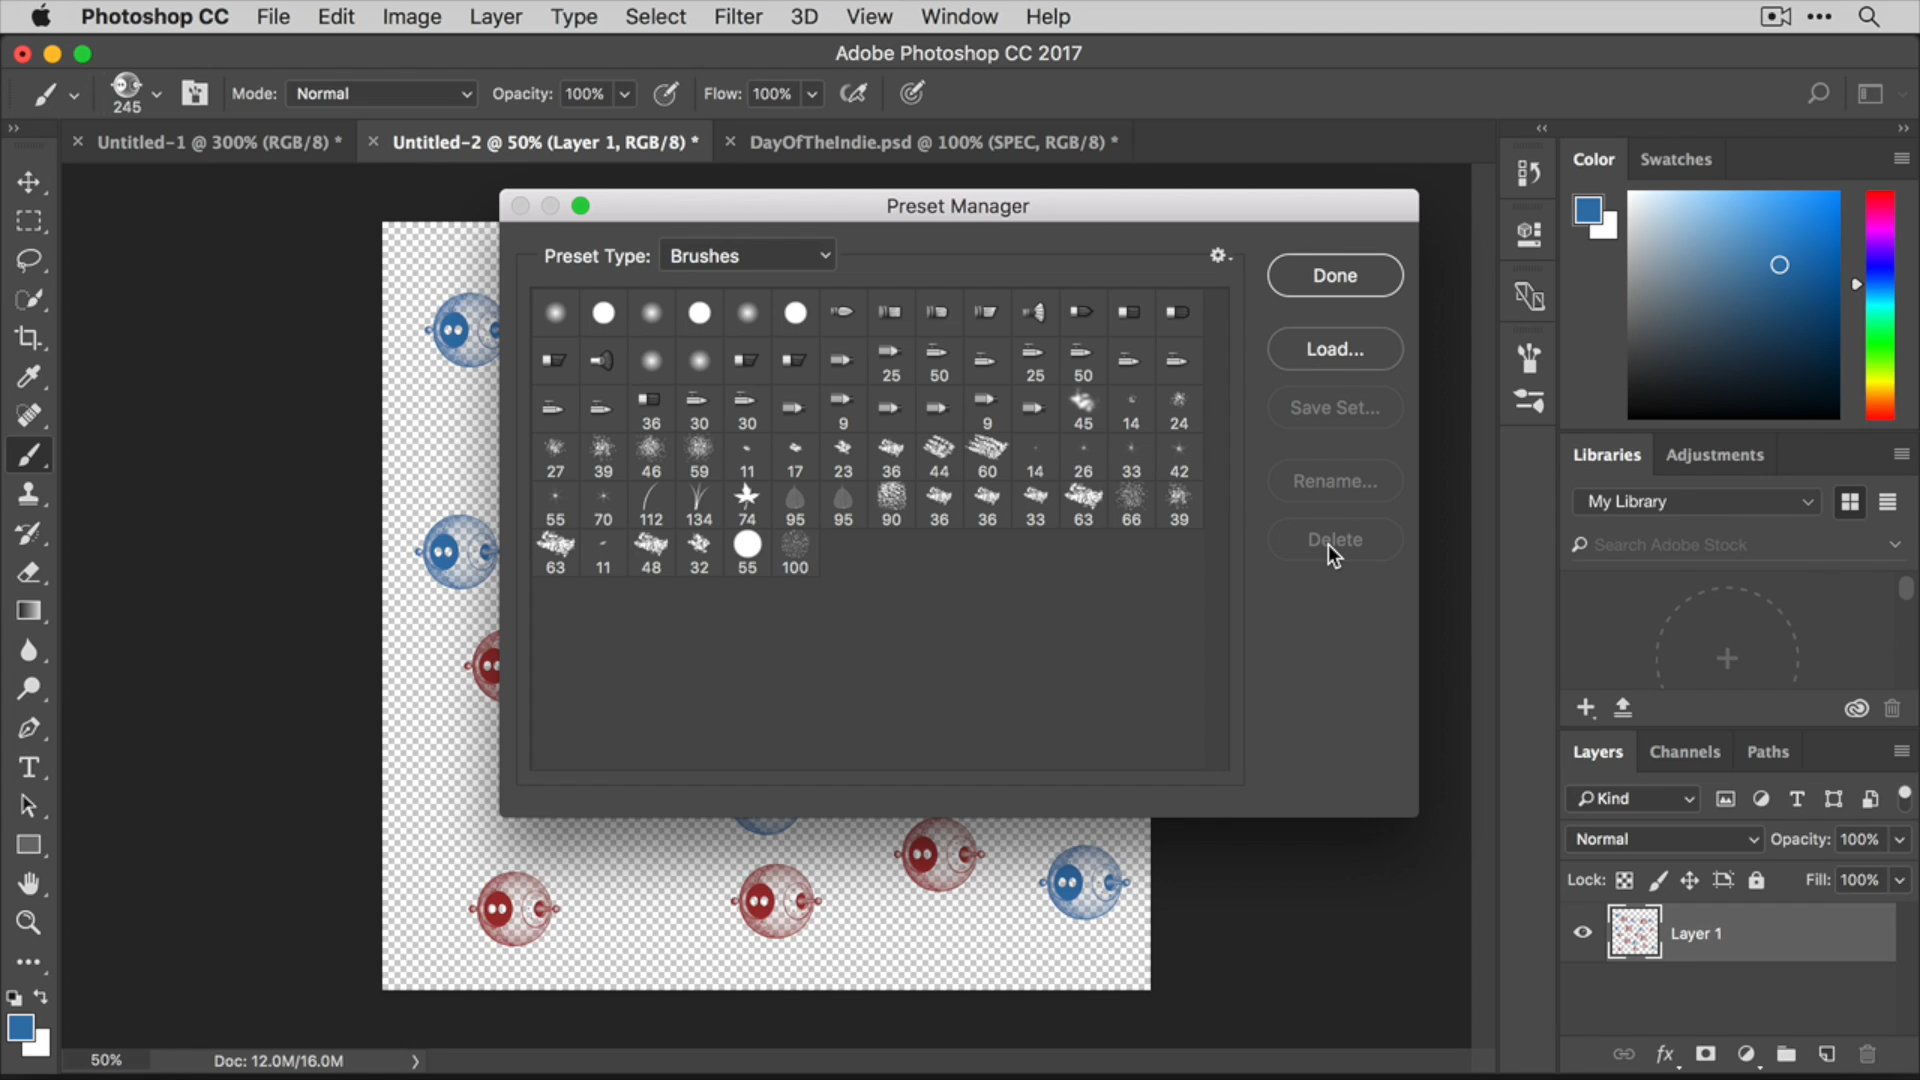 Photoshop CC File Edit Image Layer Type Select Filter 3D View Window Help
Adobe Photoshop CC 2017
245 Mode: Normal Opacity: 100% Flow: 100%
Untitled-1 @ 300% (RGB/8) * Untitled-2 @ 50% (Layer 1, RGB/8) * DayOfTheIndie.psd @ 100% (SPEC, RGB/8) *
Preset Manager
Preset Type: Brushes
25 50 25 50
36 30 30 9 9 45 14 24
27 39 46 59 11 17 23 36 44 60 14 26 33 42
55 70 112 134 74 95 95 90 36 36 33 63 66 39
63 11 48 32 55 100
Done
Load...
Save Set...
Rename...
Delete
Color Swatches
Libraries Adjustments
My Library
Search Adobe Stock
Layers Channels Paths
Kind
Normal Opacity: 100%
Lock: Fill: 100%
Layer 1
fx
50% Doc: 12.0M/16.0M